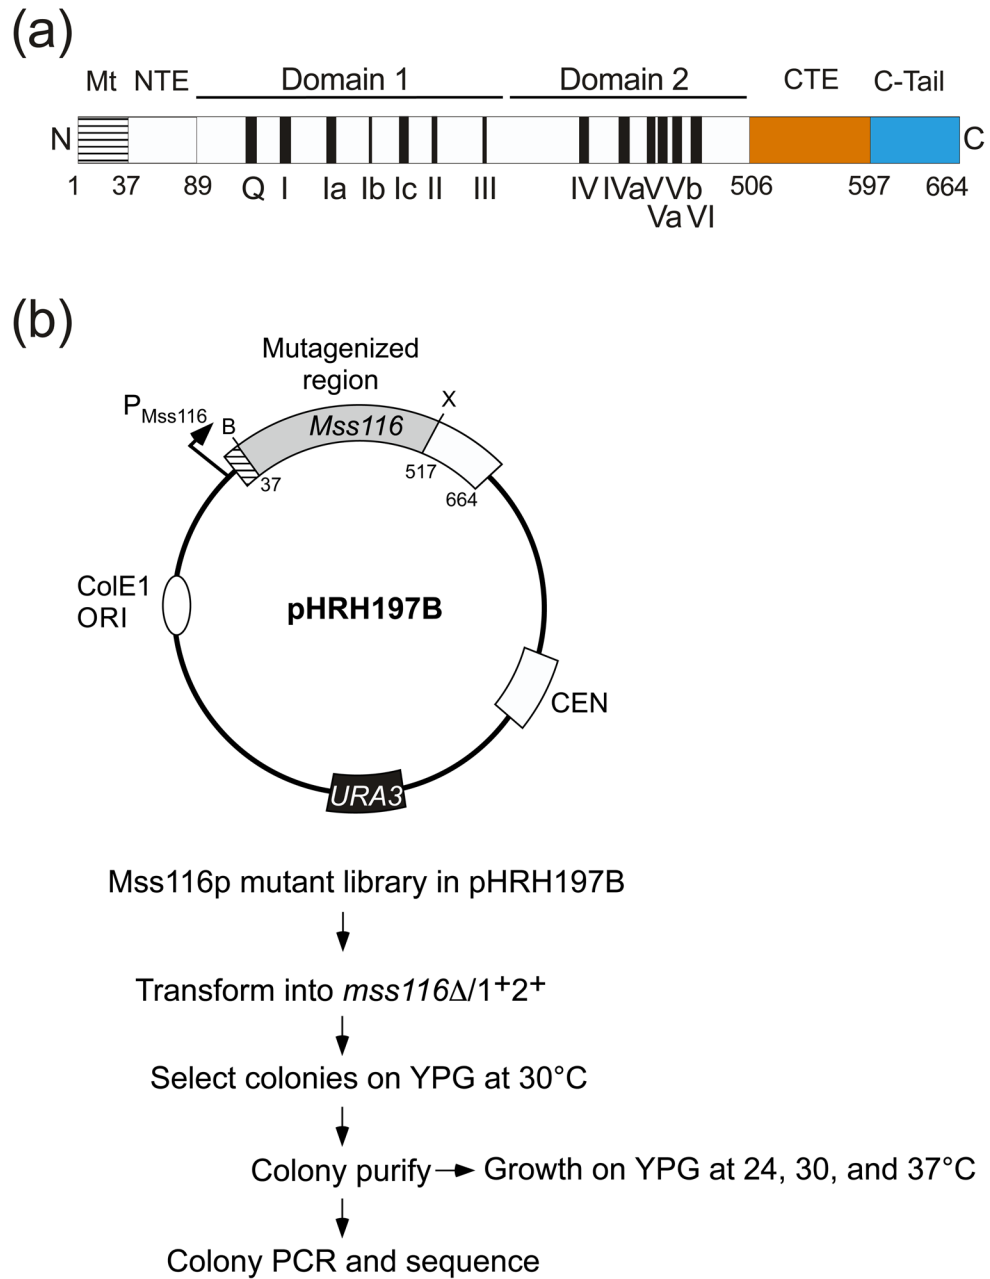 (a)
Mt NTE Domain 1 Domain 2 CTE C-Tail
N C
1 37 89 Q I Ia Ib Ic II III IV IVa V Vb 506 597 664
Va VI
(b)
Mutagenized
region
PMss116 B Mss116 X
37 517
664
ColE1
ORI
pHRH197B
CEN
URA3
Mss116p mutant library in pHRH197B
Transform into mss116Δ/1⁺2⁺
Select colonies on YPG at 30°C
Colony purify Growth on YPG at 24, 30, and 37°C
Colony PCR and sequence